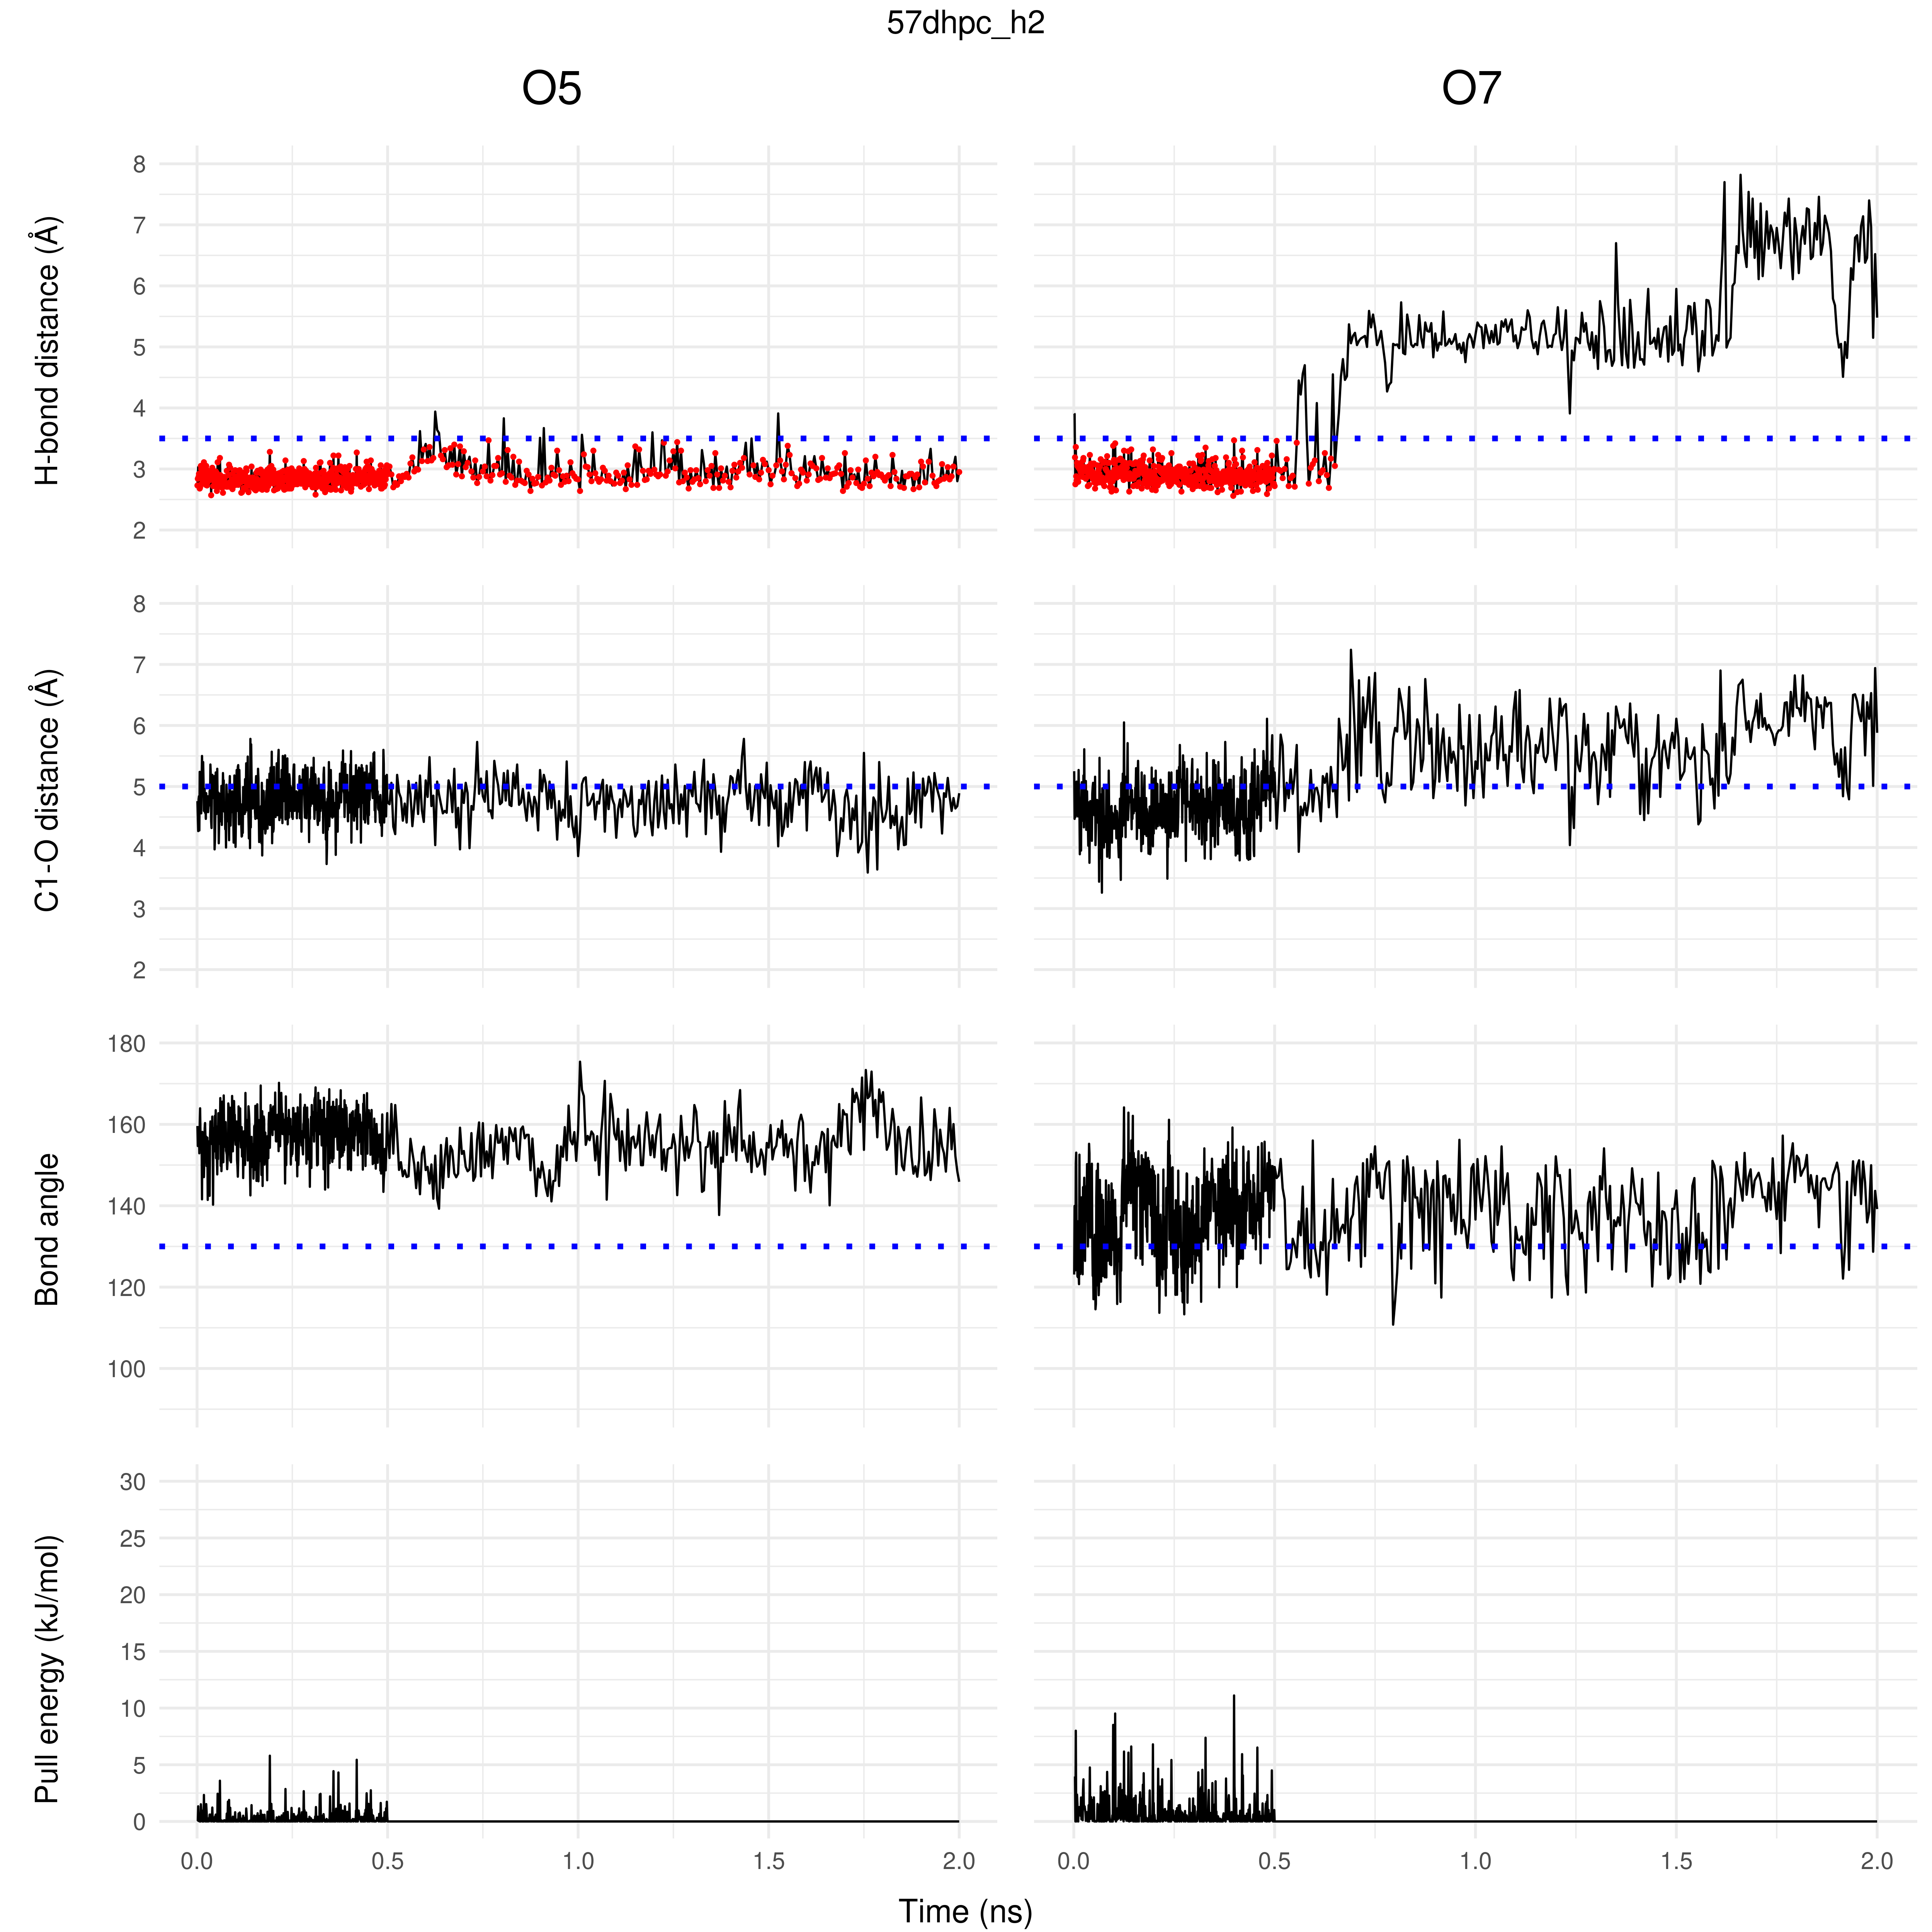 57dhpc_h2
O5
O7
H-bond distance (Å)
8
7
6
5
4
3
2
C1-O distance (Å)
8
7
6
5
4
3
2
Bond angle
180
160
140
120
100
Pull energy (kJ/mol)
30
25
20
15
10
5
0
0.0 0.5 1.0 1.5 2.0
0.0 0.5 1.0 1.5 2.0
Time (ns)